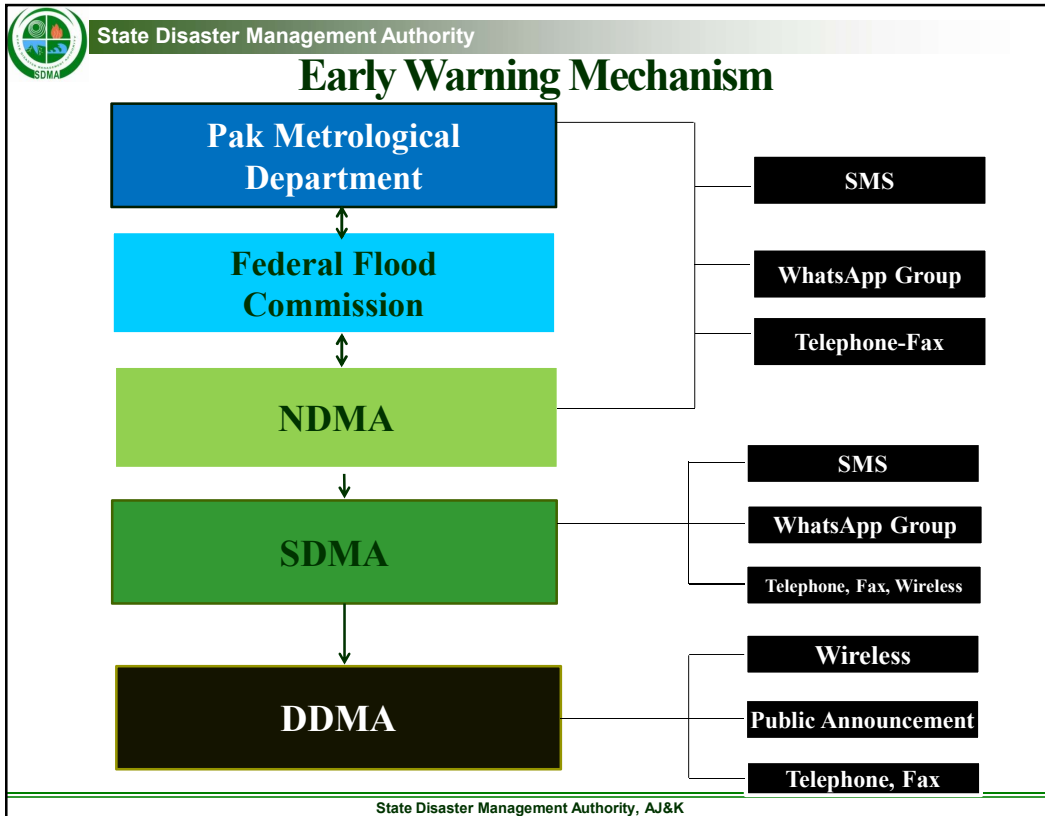 State Disaster Management Authority
SDMA
Early Warning Mechanism
Pak Metrological
Department
Federal Flood
Commission
NDMA
SDMA
DDMA
SMS
WhatsApp Group
Telephone-Fax
SMS
WhatsApp Group
Telephone, Fax, Wireless
Wireless
Public Announcement
Telephone, Fax
State Disaster Management Authority, AJ&K